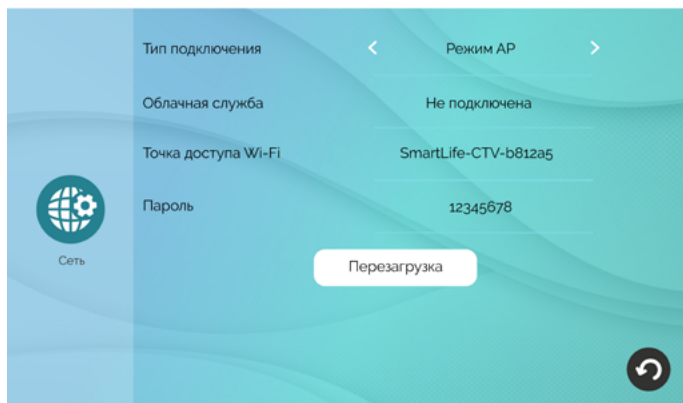 Тип подключения < Режим AP >
Облачная служба Не подключена
Точка доступа Wi-Fi SmartLife-CTV-b812a5
Пароль 12345678
Сеть
Перезагрузка